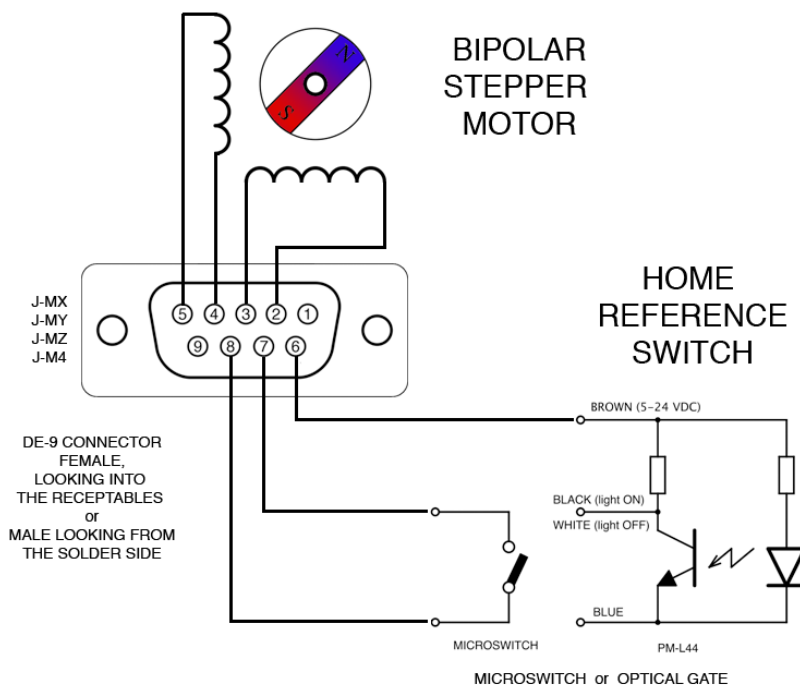 BIPOLAR
STEPPER
MOTOR
N
S
J-MX
J-MY
J-MZ
J-M4
5 4 3 2 1
9 8 7 6
HOME
REFERENCE
SWITCH
DE-9 CONNECTOR
FEMALE,
LOOKING INTO
THE RECEPTABLES
or
MALE LOOKING FROM
THE SOLDER SIDE
BROWN (5-24 VDC)
BLACK (light ON)
WHITE (light OFF)
BLUE
MICROSWITCH
PM-L44
MICROSWITCH or OPTICAL GATE